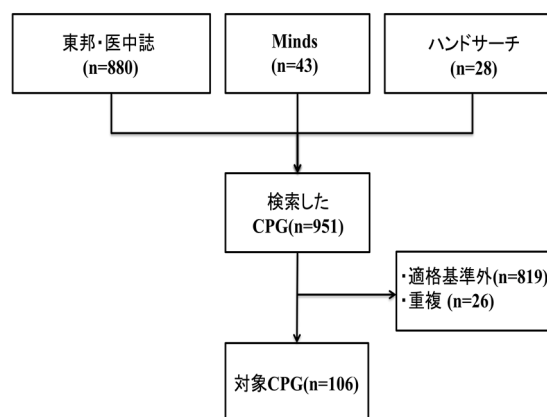 東邦・医中誌
(n=880)
Minds
(n=43)
ハンドサーチ
(n=28)
検索した
CPG(n=951)
・適格基準外(n=819)
・重複 (n=26)
対象CPG(n=106)